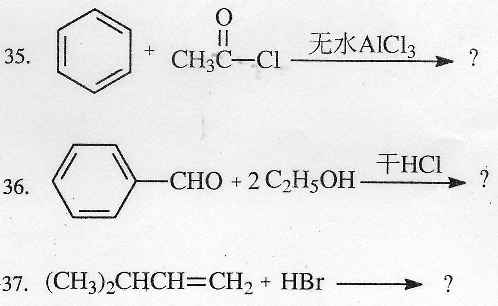 35. + CH3C(=O)—Cl 无水AlCl3 ?
36. —CHO + 2 C2H5OH 干HCl ?
37. (CH3)2CHCH=CH2 + HBr ?